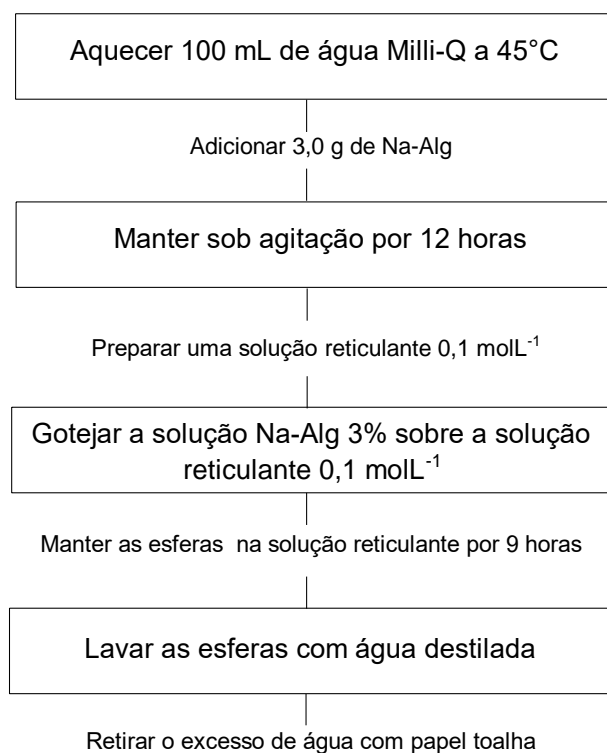 Aquecer 100 mL de água Milli-Q a 45°C
Adicionar 3,0 g de Na-Alg
Manter sob agitação por 12 horas
Preparar uma solução reticulante 0,1 molL⁻¹
Gotejar a solução Na-Alg 3% sobre a solução
reticulante 0,1 molL⁻¹
Manter as esferas na solução reticulante por 9 horas
Lavar as esferas com água destilada
Retirar o excesso de água com papel toalha